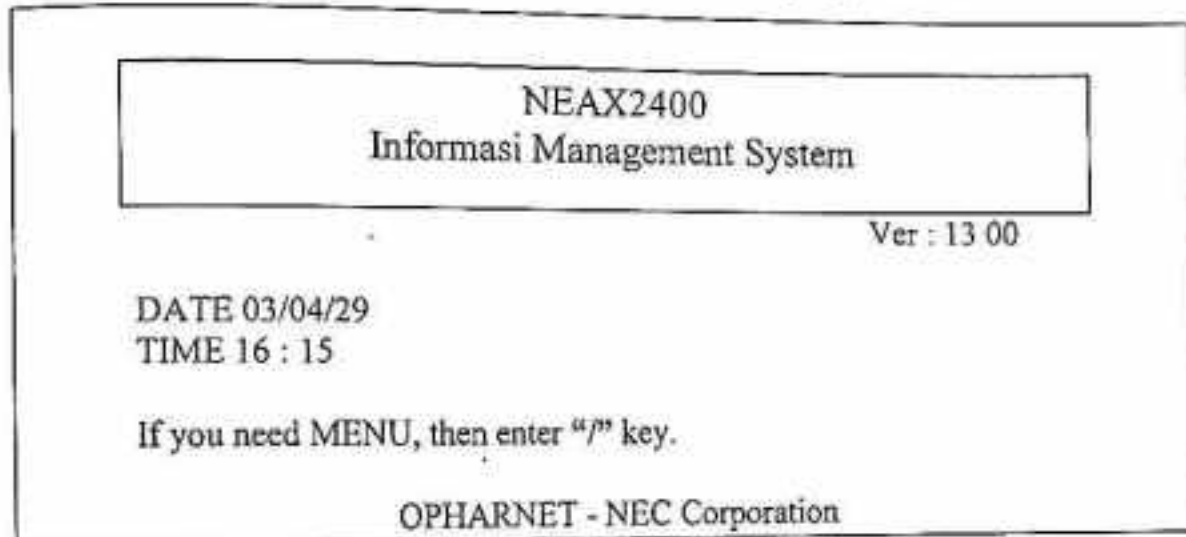 NEAX2400
Informasi Management System
Ver : 13 00
DATE 03/04/29
TIME 16 : 15
If you need MENU, then enter “/” key.
OPHARNET - NEC Corporation